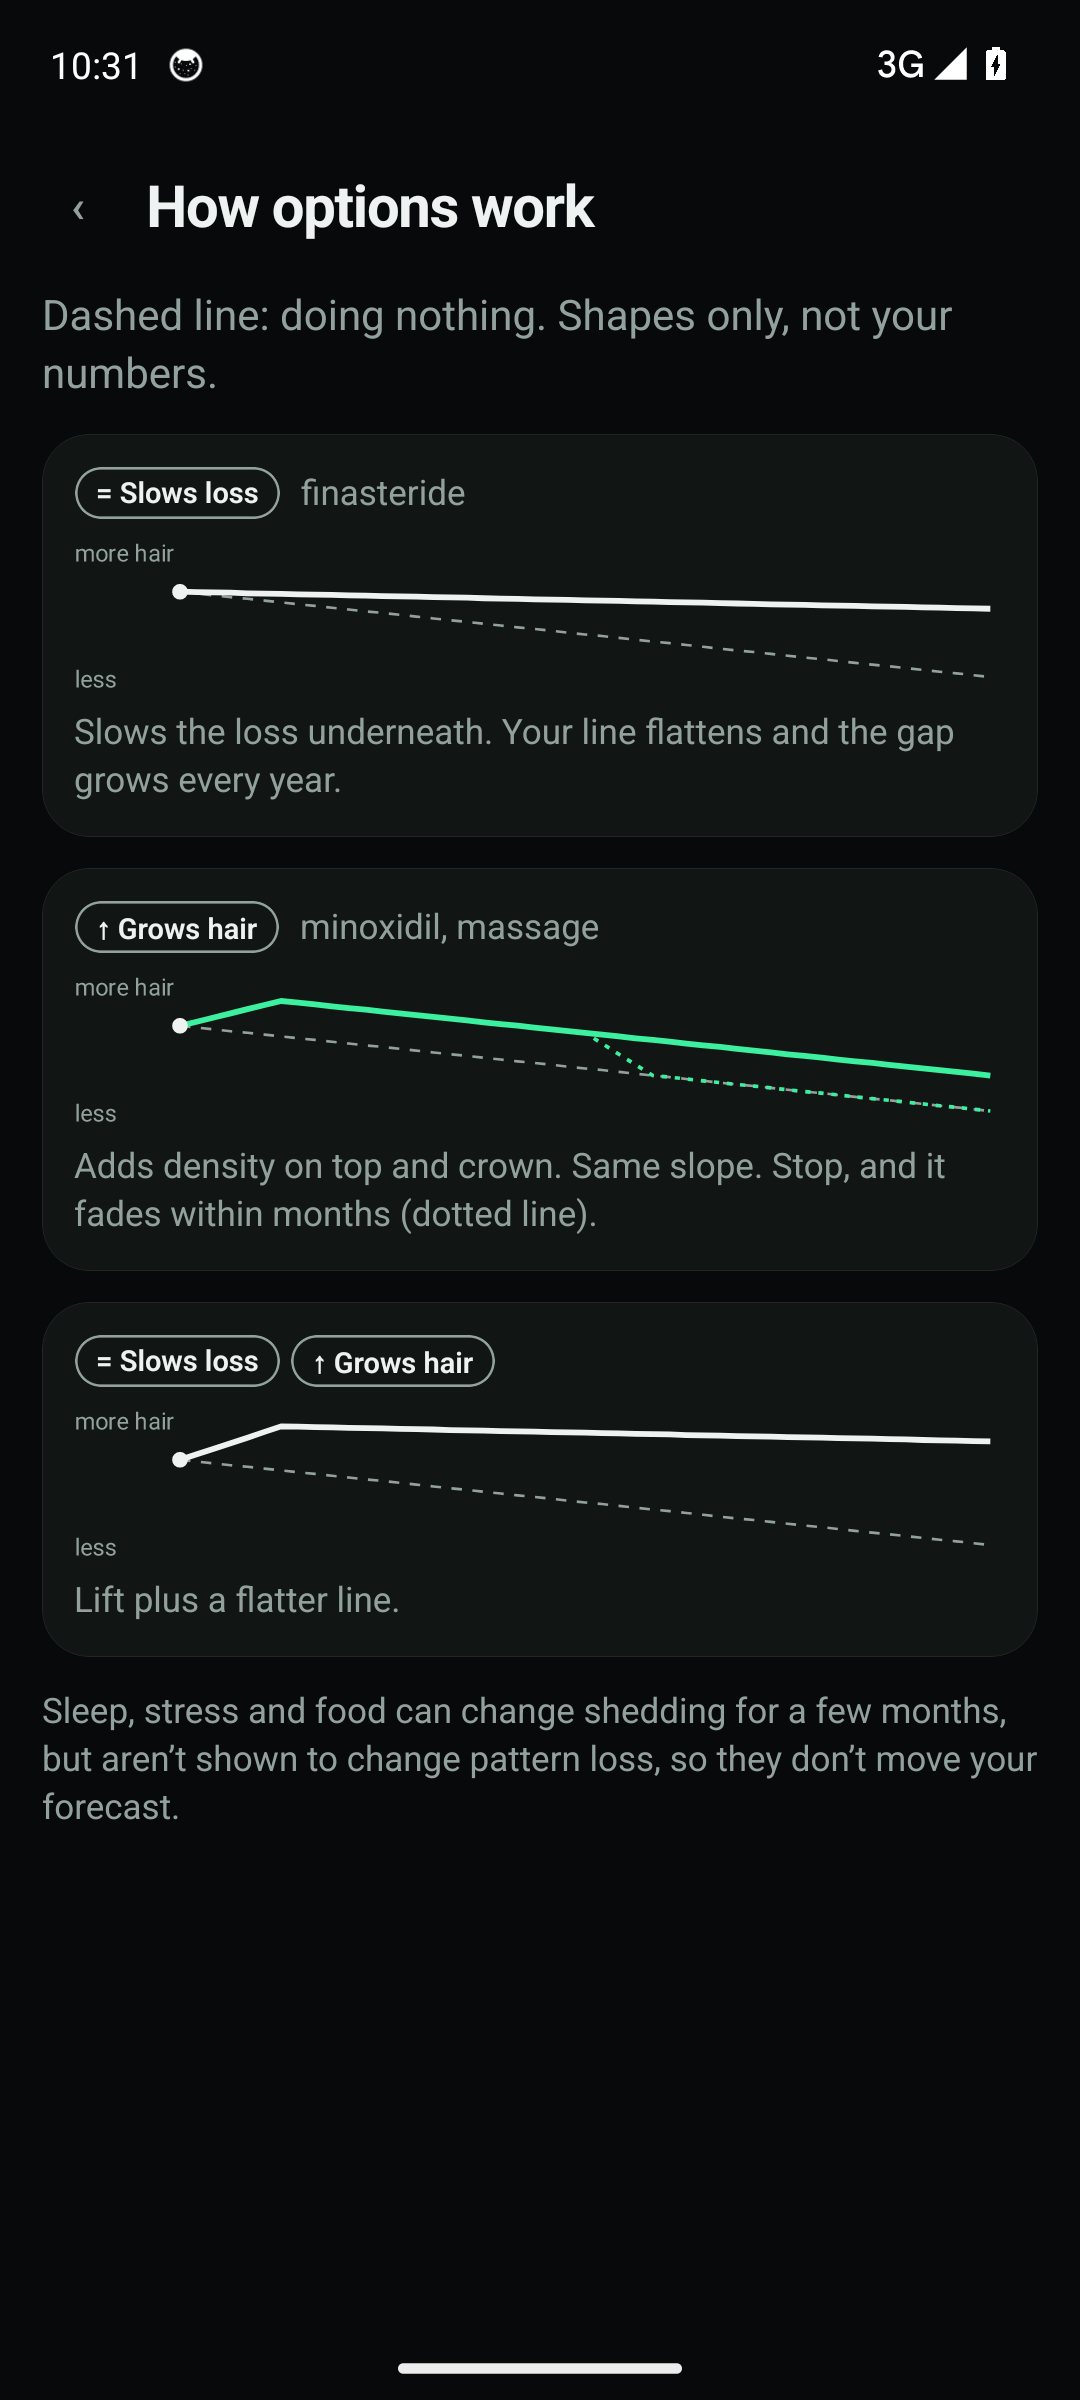 10:31
3G
‹ How options work
Dashed line: doing nothing. Shapes only, not your
numbers.
= Slows loss finasteride
more hair
less
Slows the loss underneath. Your line flattens and the gap
grows every year.
↑ Grows hair minoxidil, massage
more hair
less
Adds density on top and crown. Same slope. Stop, and it
fades within months (dotted line).
= Slows loss ↑ Grows hair
more hair
less
Lift plus a flatter line.
Sleep, stress and food can change shedding for a few months,
but aren’t shown to change pattern loss, so they don’t move your
forecast.